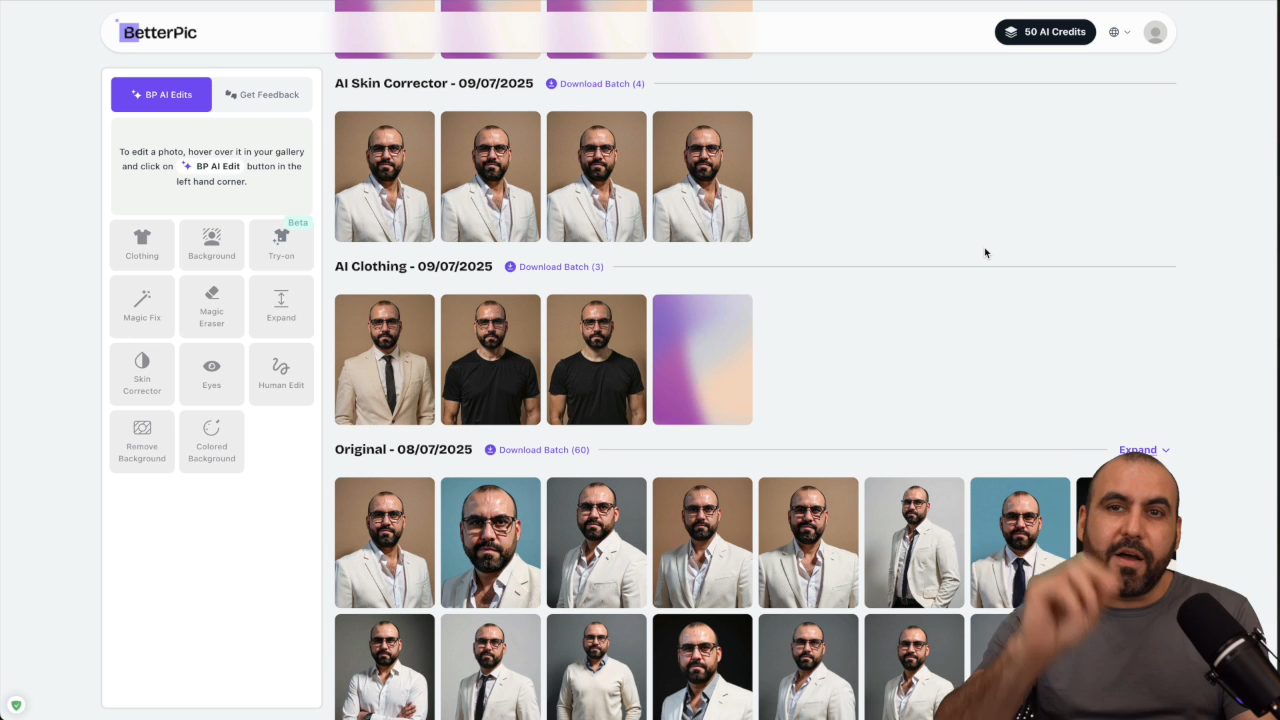 BetterPic
50 AI Credits
BP AI Edits
Get Feedback
To edit a photo, hover over it in your gallery
and click on BP AI Edit button in the
left hand corner.
Beta
Clothing
Background
Try-on
Magic Fix
Magic
Eraser
Expand
Skin
Corrector
Eyes
Human Edit
Remove
Background
Colored
Background
AI Skin Corrector - 09/07/2025
Download Batch (4)
AI Clothing - 09/07/2025
Download Batch (3)
Original - 08/07/2025
Download Batch (60)
Expand